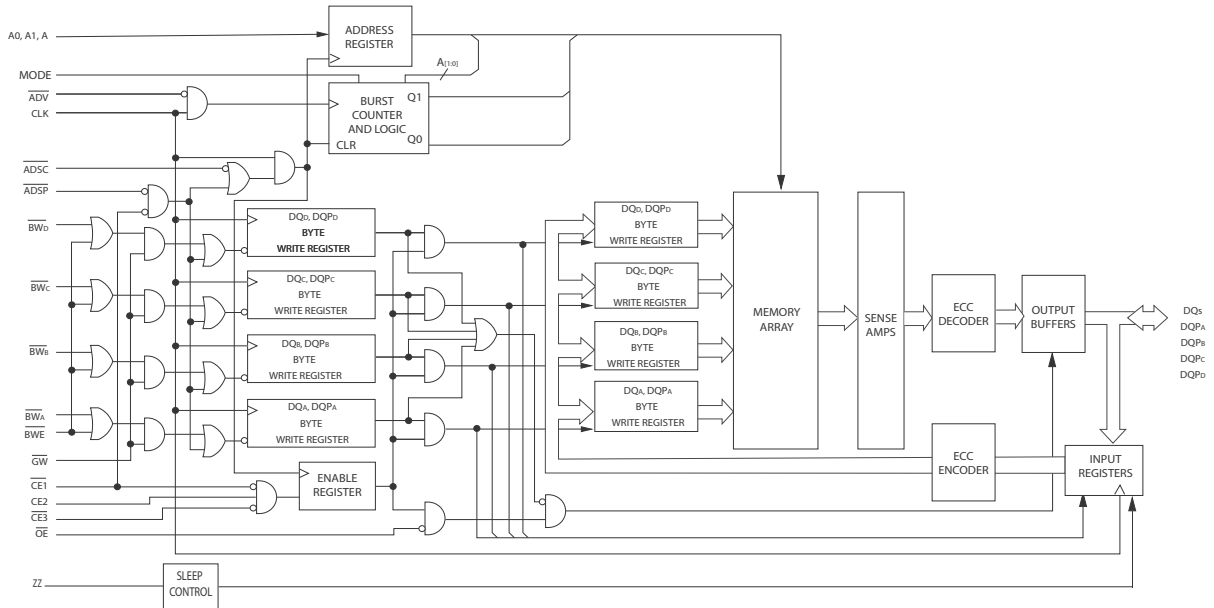 A0, A1, A
ADDRESS
REGISTER
A[1:0]
MODE
ADV
CLK
BURST
COUNTER
AND LOGIC
CLR
Q1
Q0
ADSC
ADSP
BWD
DQD, DQPD
BYTE
WRITE REGISTER
DQD, DQPD
BYTE
WRITE REGISTER
BWC
DQC, DQPC
BYTE
WRITE REGISTER
DQC, DQPC
BYTE
WRITE REGISTER
BWB
DQB, DQPB
BYTE
WRITE REGISTER
DQB, DQPB
BYTE
WRITE REGISTER
BWA
BWE
DQA, DQPA
BYTE
WRITE REGISTER
DQA, DQPA
BYTE
WRITE REGISTER
MEMORY
ARRAY
SENSE
AMPS
ECC
DECODER
OUTPUT
BUFFERS
DQs
DQPA
DQPB
DQPC
DQPD
GW
CE1
CE2
CE3
OE
ENABLE
REGISTER
ECC
ENCODER
INPUT
REGISTERS
ZZ
SLEEP
CONTROL